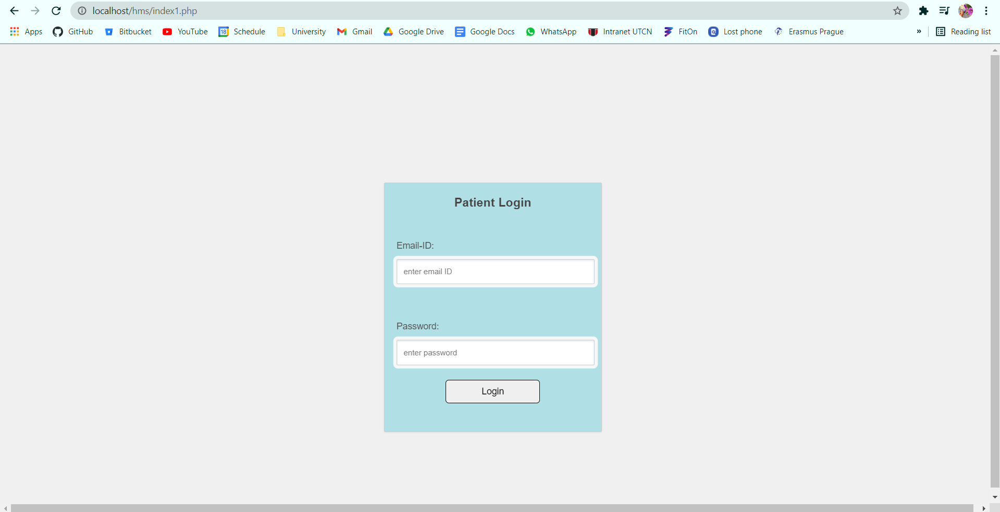 localhost/hms/index1.php
Apps GitHub Bitbucket YouTube 18 Schedule University Gmail Google Drive Google Docs WhatsApp Intranet UTCN FitOn Lost phone Erasmus Prague » Reading list
Patient Login
Email-ID:
enter email ID
Password:
enter password
Login